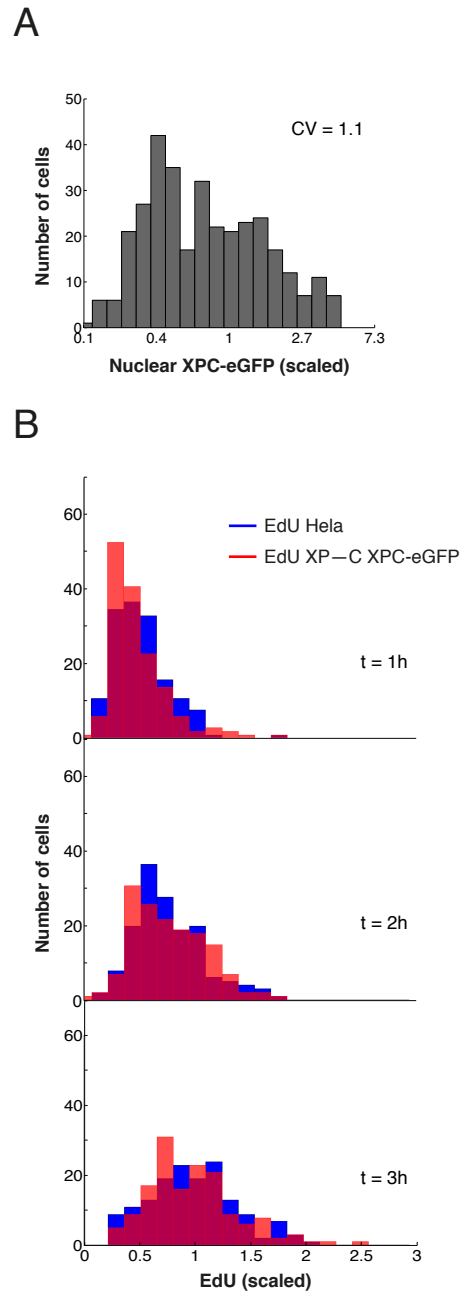 A
50
40
30
20
10
0
Number of cells
CV = 1.1
0.1 0.4 1 2.7 7.3
Nuclear XPC-eGFP (scaled)
B
60
40
20
0
EdU Hela
EdU XP—C XPC-eGFP
t = 1h
60
40
20
0
Number of cells
t = 2h
60
40
20
0
t = 3h
0 0.5 1 1.5 2 2.5 3
EdU (scaled)